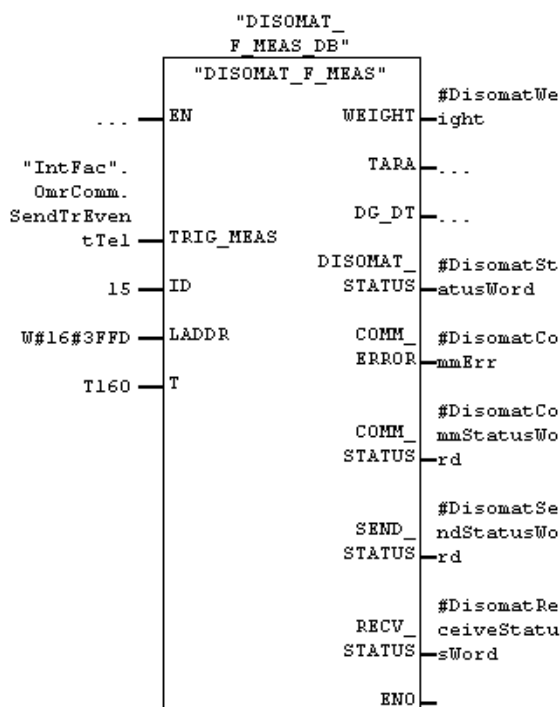 "DISOMAT_
F_MEAS_DB"
"DISOMAT_F_MEAS"
... EN
"IntFac".
OmrComm.
SendTrEven
tTel TRIG_MEAS
15 ID
W#16#3FFD LADDR
T160 T
#DisomatWe
WEIGHT ight
TARA ...
DG_DT ...
DISOMAT_ #DisomatSt
STATUS atusWord
COMM_ #DisomatCo
ERROR mmErr
#DisomatCo
COMM_ mmStatusWo
STATUS rd
#DisomatSe
SEND_ ndStatusWo
STATUS rd
#DisomatRe
RECV_ ceiveStatu
STATUS sWord
ENO